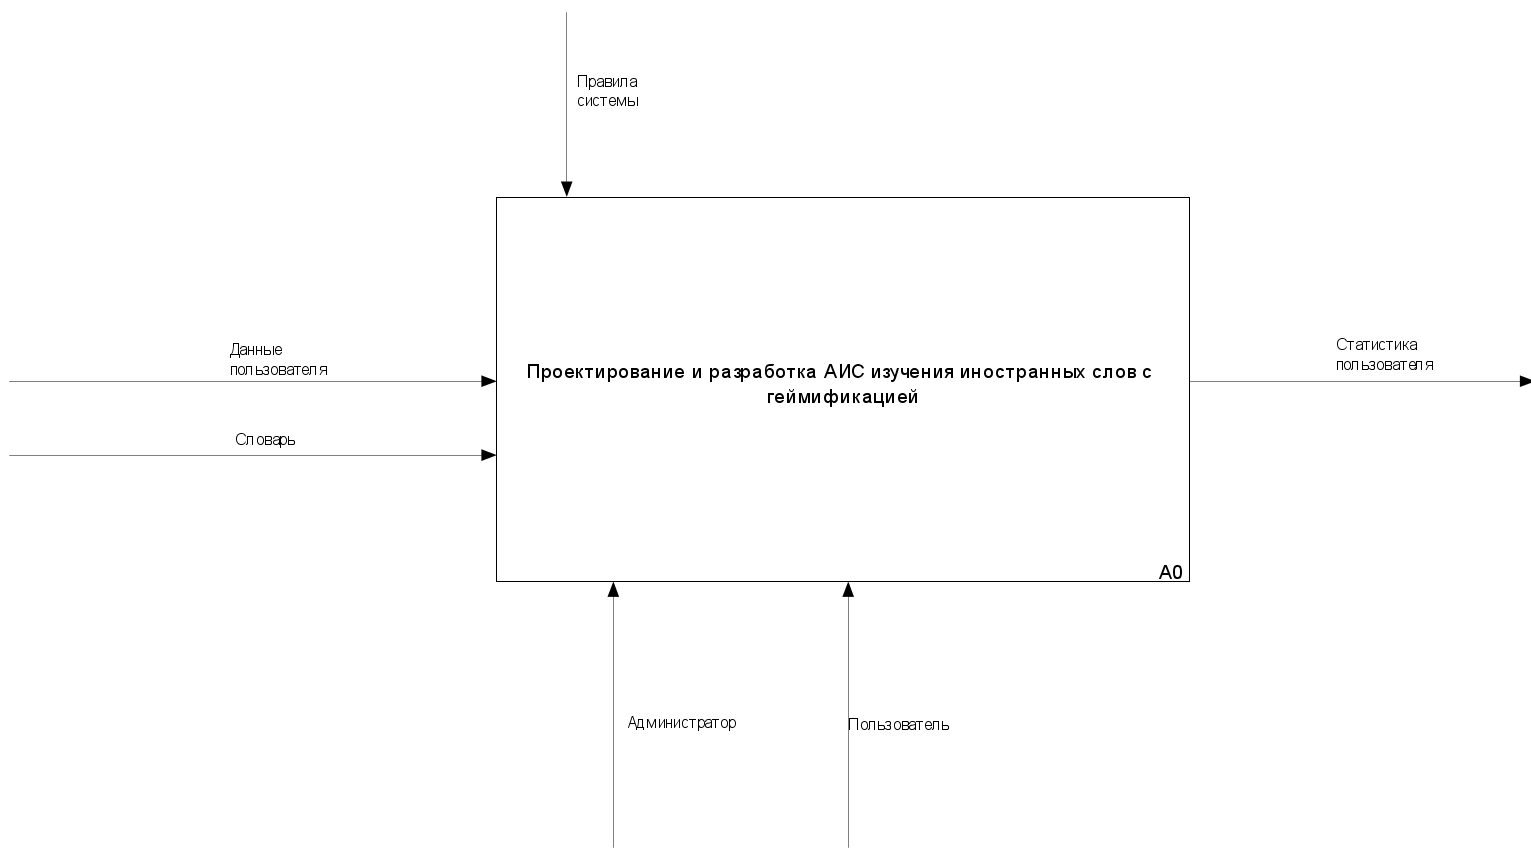 Правила
системы
Данные
пользователя
Словарь
Проектирование и разработка АИС изучения иностранных слов с
геймификацией
Статистика
пользователя
A0
Администратор
Пользователь